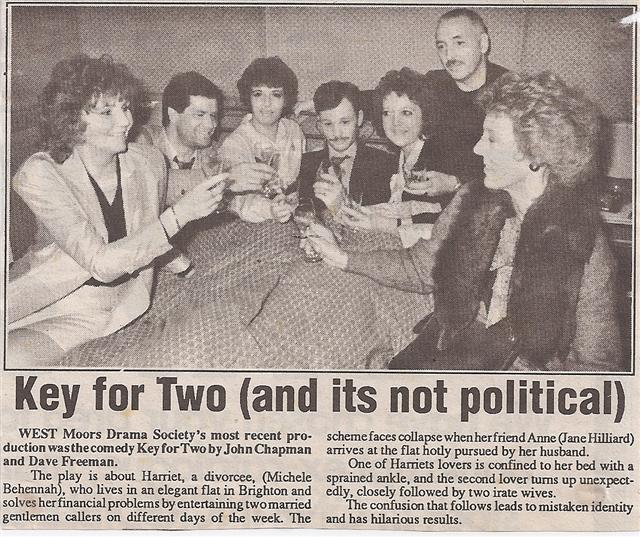 Key for Two (and its not political)
WEST Moors Drama Society's most recent pro-
duction was the comedy Key for Two by John Chapman
and Dave Freeman.
The play is about Harriet, a divorcee, (Michele
Behennah), who lives in an elegant flat in Brighton and
solves her financial problems by entertaining two married
gentlemen callers on different days of the week. The
scheme faces collapse when her friend Anne (Jane Hilliard)
arrives at the flat hotly pursued by her husband.
One of Harriets lovers is confined to her bed with a
sprained ankle, and the second lover turns up unexpect-
edly, closely followed by two irate wives.
The confusion that follows leads to mistaken identity
and has hilarious results.